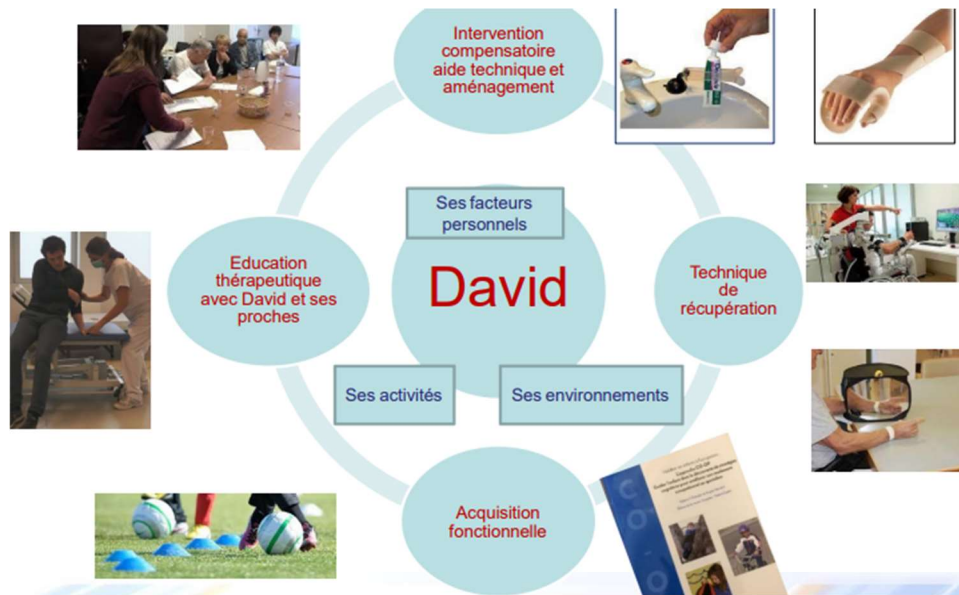 Intervention
compensatoire
aide technique et
aménagement
Ses facteurs
personnels
David
Education
thérapeutique
avec David et ses
proches
Technique
de
récupération
Ses activités
Ses environnements
Acquisition
fonctionnelle
CO-O